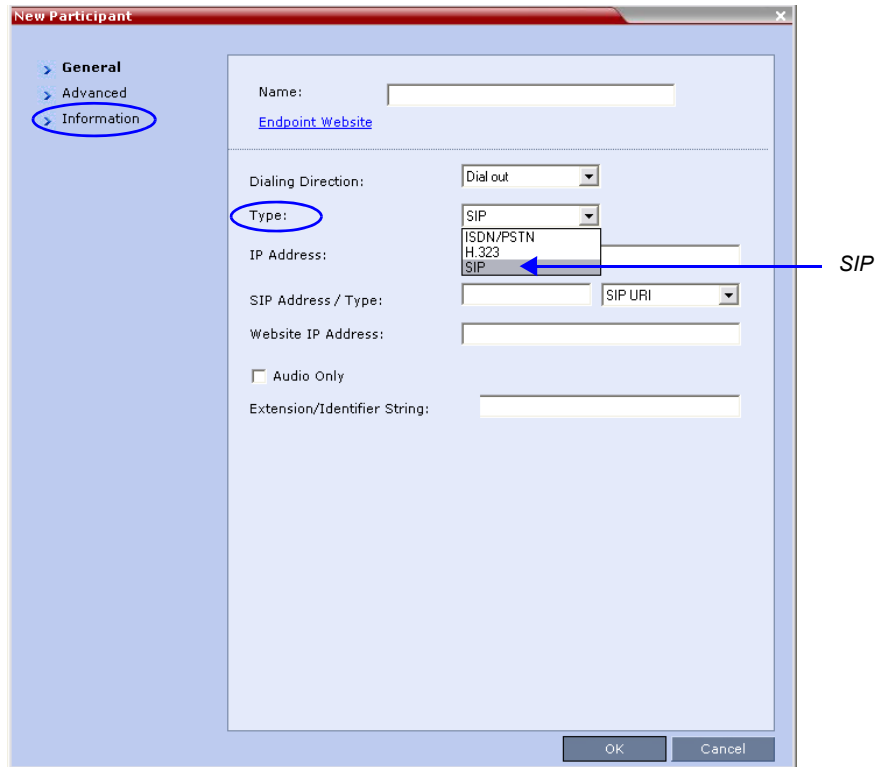 New Participant
General
Advanced
Information
Name:
Endpoint Website
Dialing Direction: Dial out
Type: SIP
ISDN/PSTN
H.323
SIP
IP Address:
SIP
SIP Address / Type: SIP URI
Website IP Address:
Audio Only
Extension/Identifier String:
OK Cancel